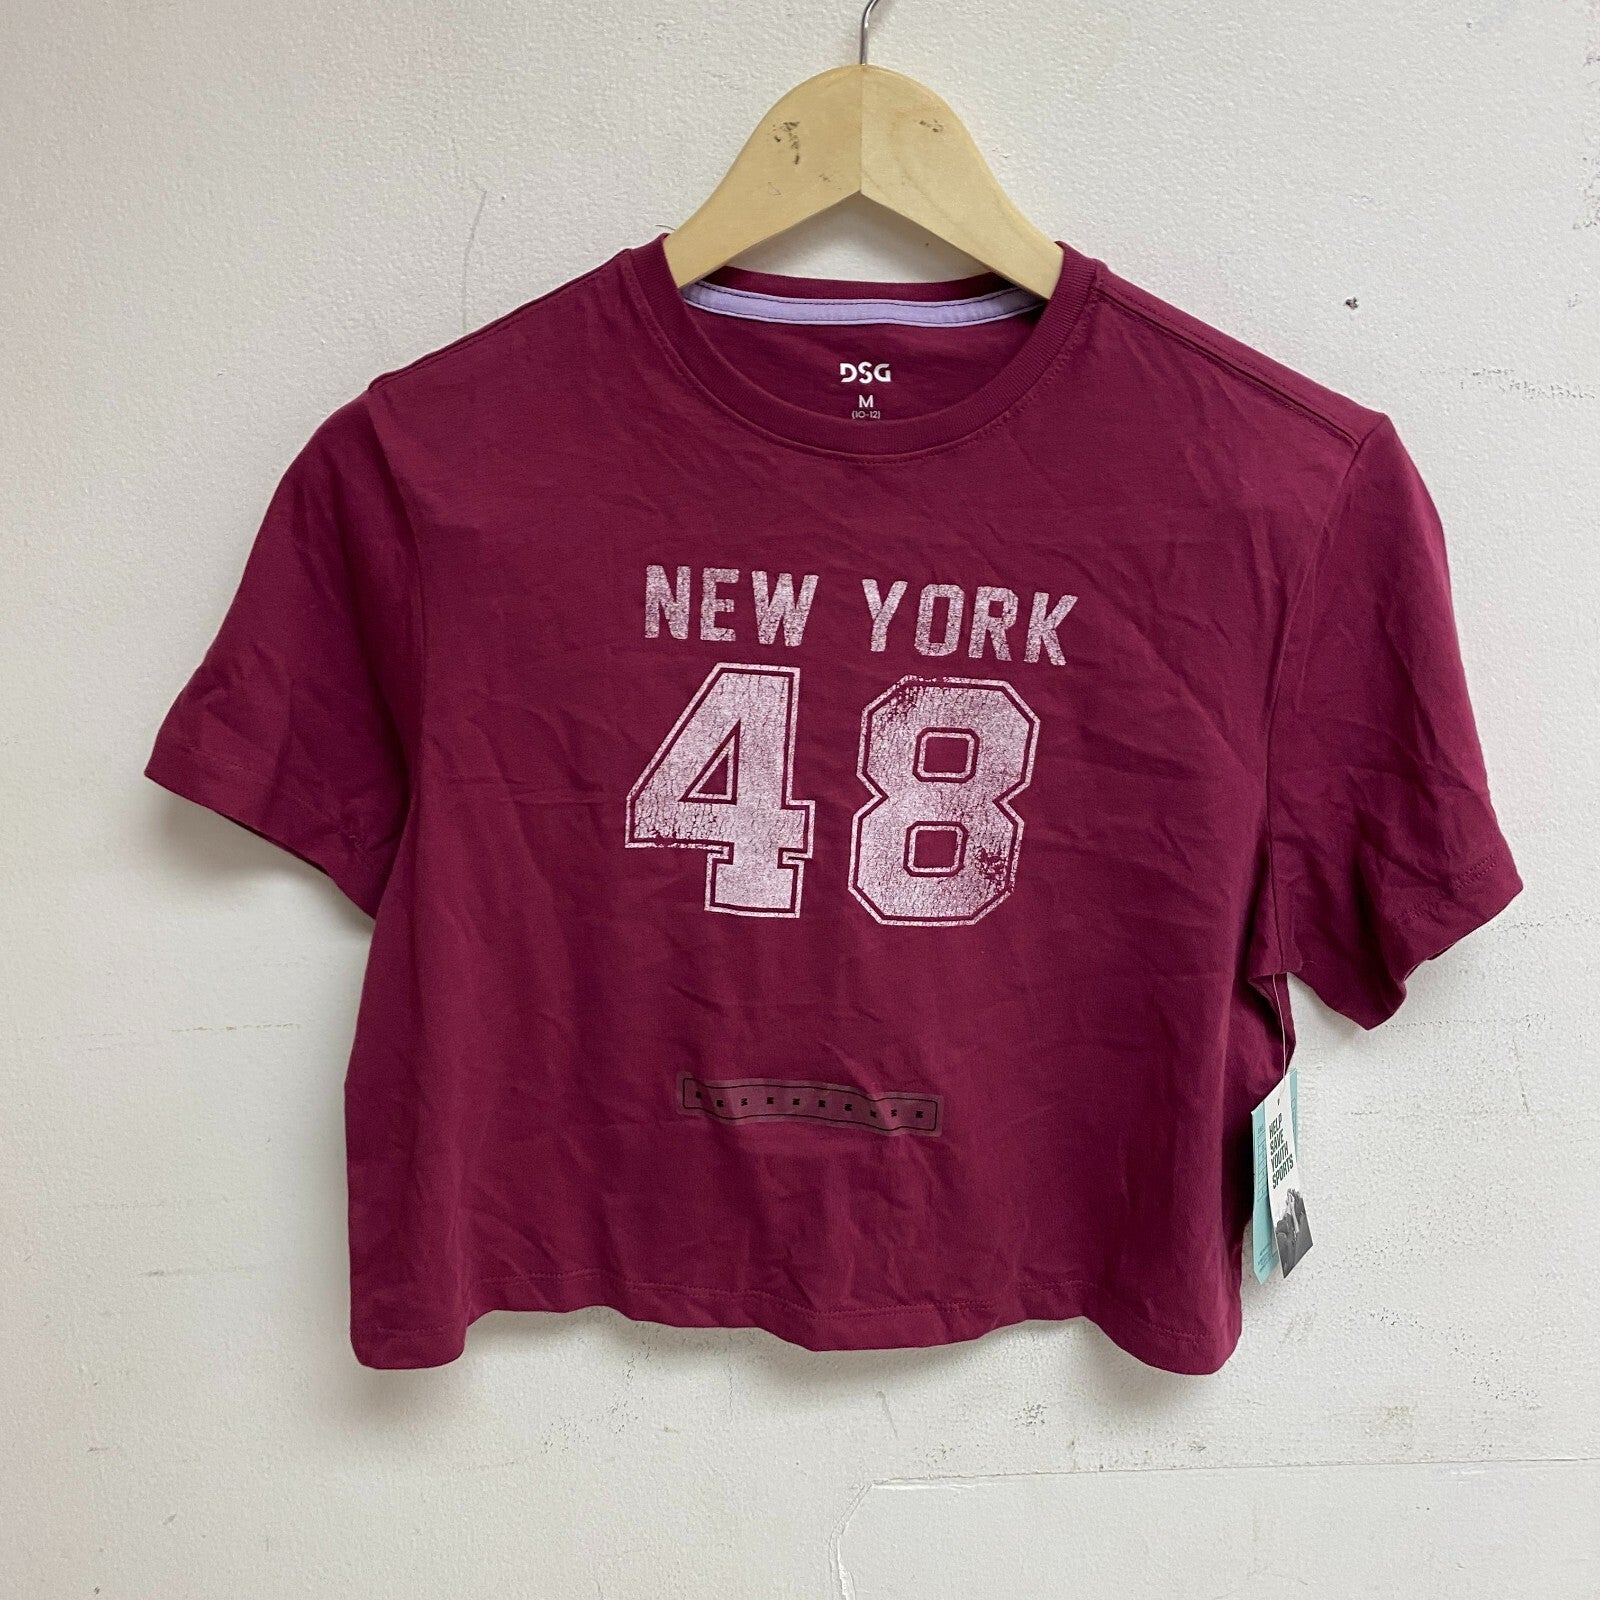 DSG
M
(10-12)
NEW YORK
48
M M M M M M M M M
HELP
SAVE
YOUTH
SPORTS